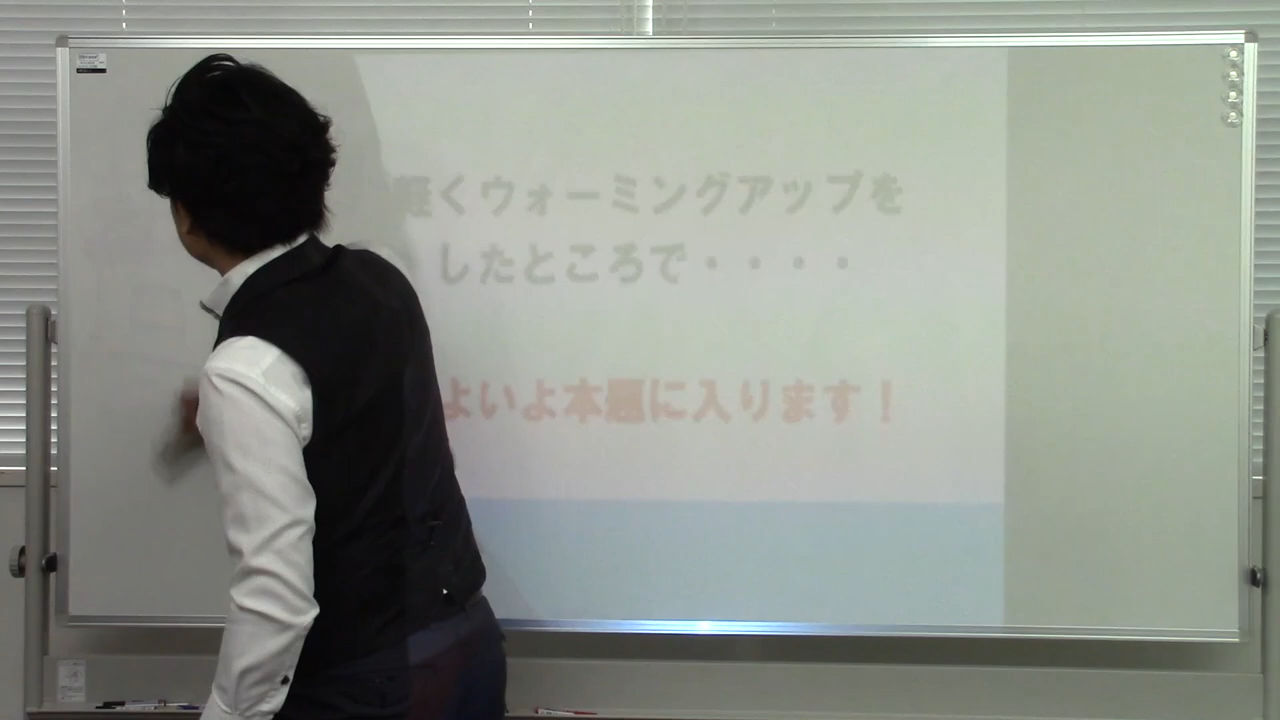 軽くウォーミングアップを
したところで・・・・
よいよ本題に入ります！